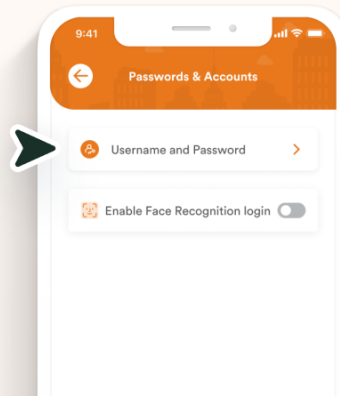 9:41
Passwords & Accounts
Username and Password
Enable Face Recognition login